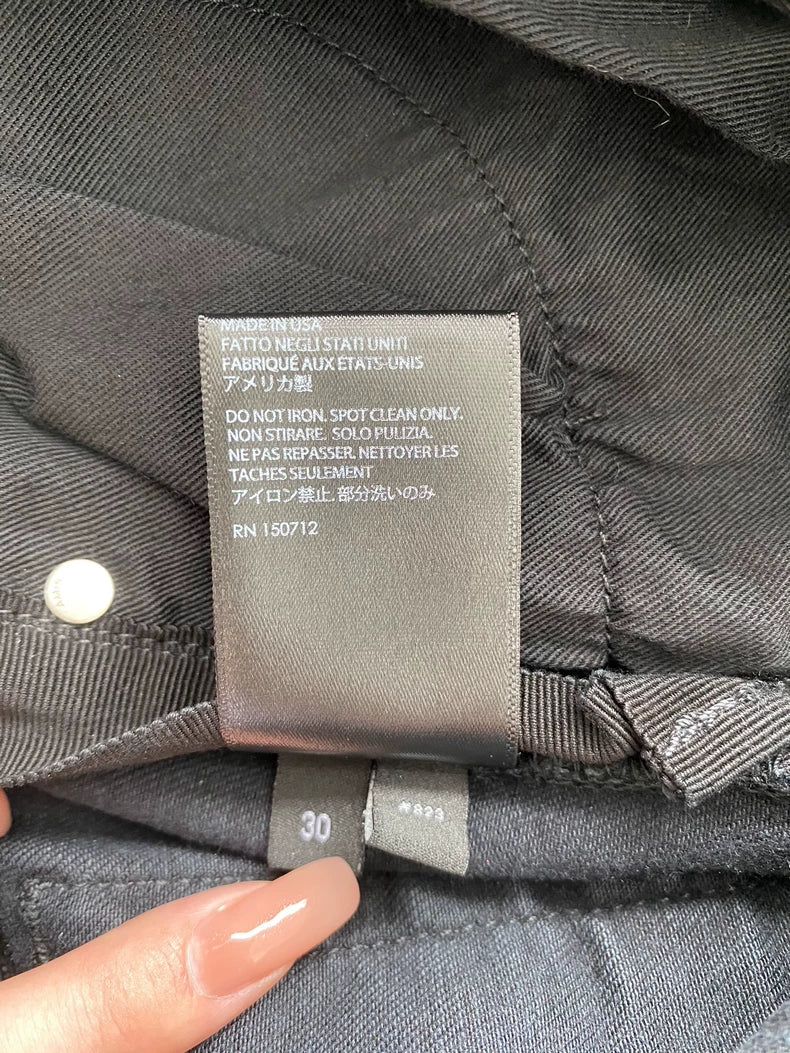 MADE IN USA
FATTO NEGLI STATI UNITI
FABRIQUÉ AUX ÉTATS-UNIS
アメリカ製
DO NOT IRON. SPOT CLEAN ONLY.
NON STIRARE. SOLO PULIZIA.
NE PAS REPASSER. NETTOYER LES
TACHES SEULEMENT
アイロン禁止. 部分洗いのみ
RN 150712
30